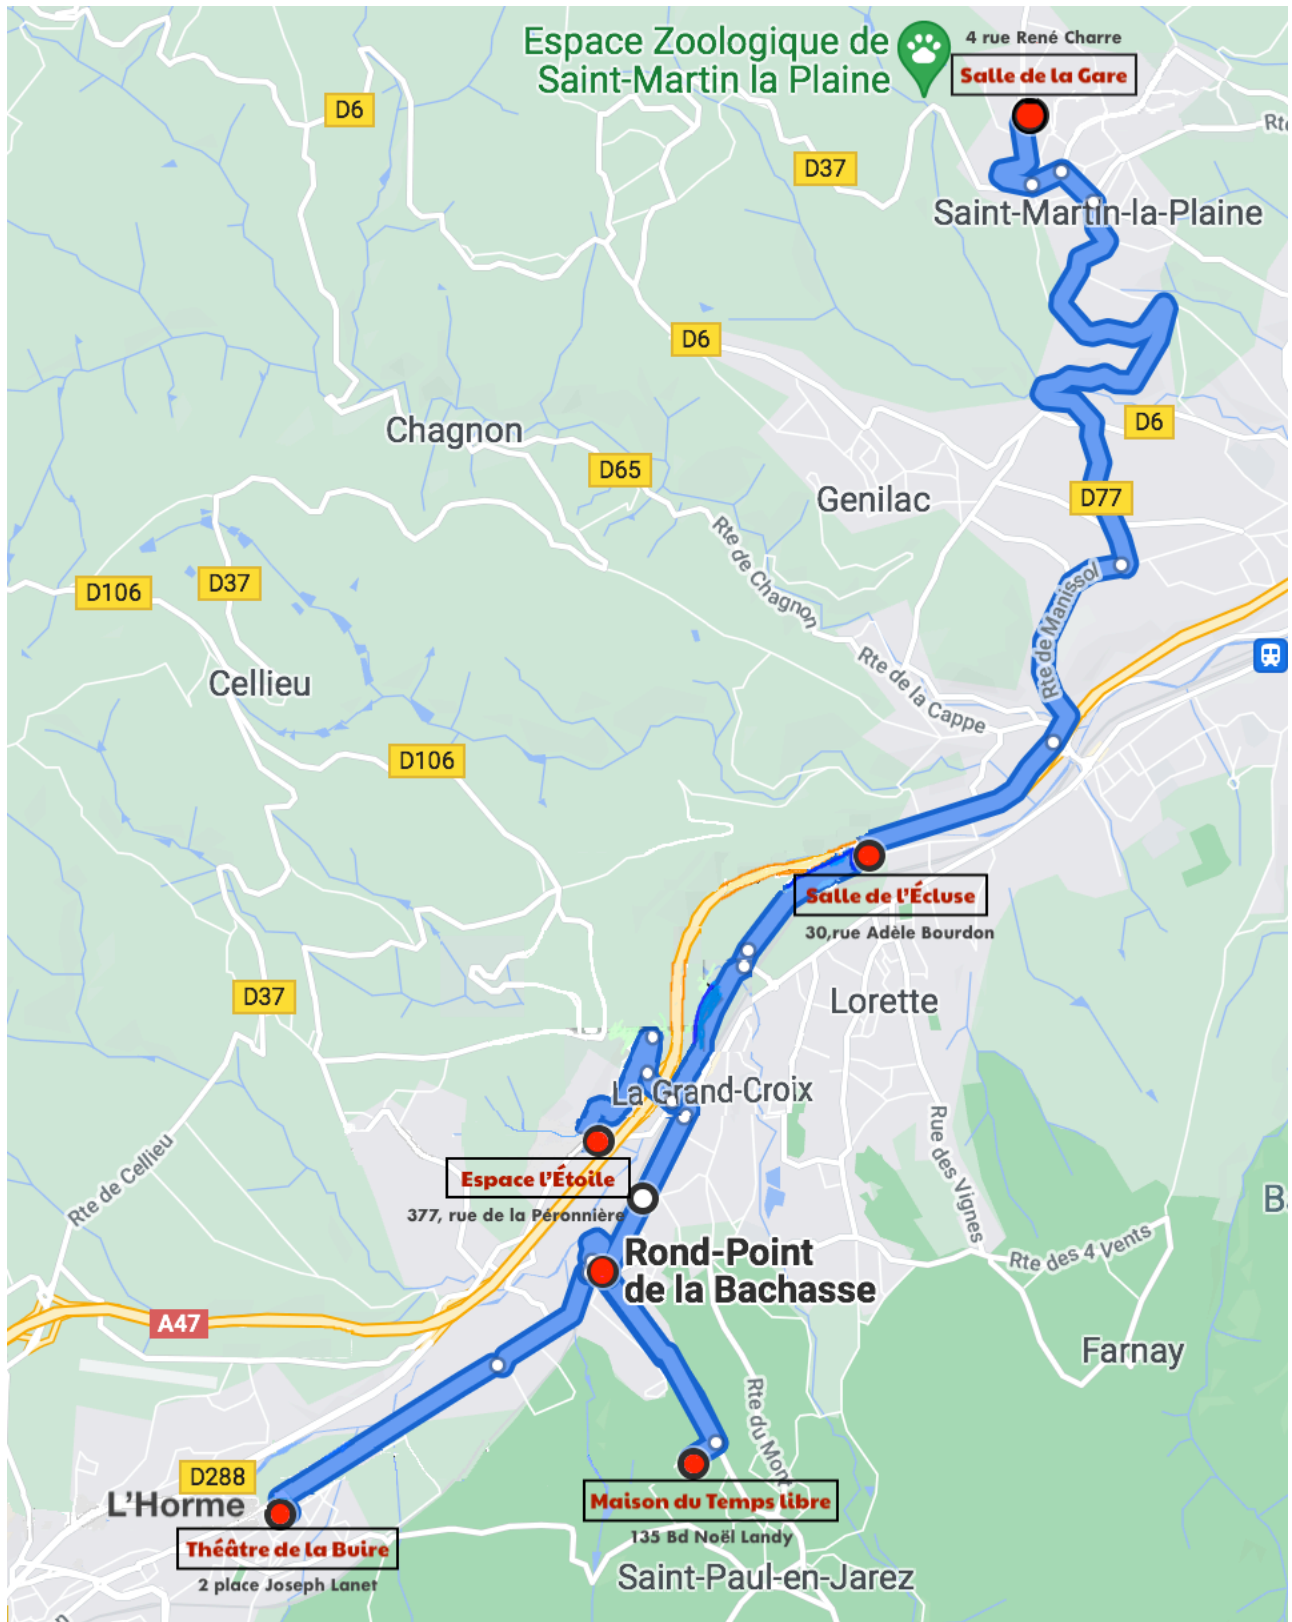 Espace Zoologique de
Saint-Martin la Plaine
4 rue René Charre
Salle de la Gare
D6
Rte
D37
Saint-Martin-la-Plaine
D6
D6
Chagnon
D65
Genilac
D77
Rte de Chagnon
D106
D37
Rte de Manissol
Cellieu
Rte de la Cappe
D106
Salle de l'Écluse
30,rue Adèle Bourdon
D37
Lorette
La Grand-Croix
Rue des Vignes
Rte de Cellieu
Espace l'Étoile
377, rue de la Péronnière
Rond-Point
de la Bachasse
Rte des 4 Vents
A47
Farnay
Rte du Mont
D288
L'Horme
Théâtre de la Buire
2 place Joseph Lanet
Maison du Temps libre
135 Bd Noël Landy
Saint-Paul-en-Jarez